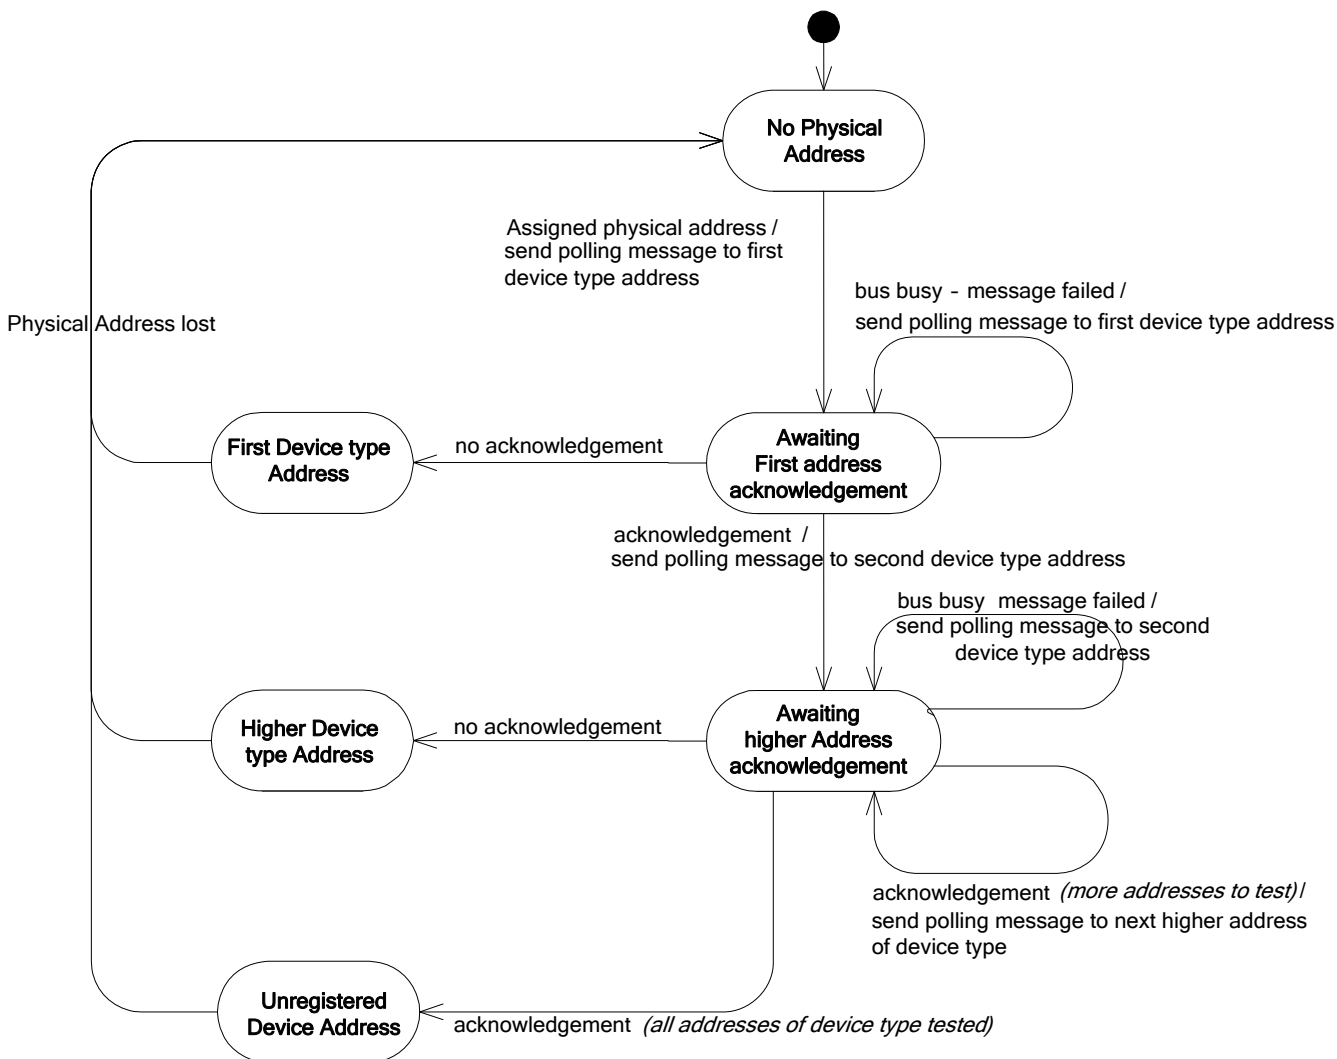 No Physical
Address
Assigned physical address /
send polling message to first
device type address
bus busy - message failed /
send polling message to first device type address
Physical Address lost
First Device type
Address
no acknowledgement
Awaiting
First address
acknowledgement
acknowledgement /
send polling message to second device type address
bus busy message failed /
send polling message to second
device type address
Higher Device
type Address
no acknowledgement
Awaiting
higher Address
acknowledgement
acknowledgement (more addresses to test)/
send polling message to next higher address
of device type
Unregistered
Device Address
acknowledgement (all addresses of device type tested)